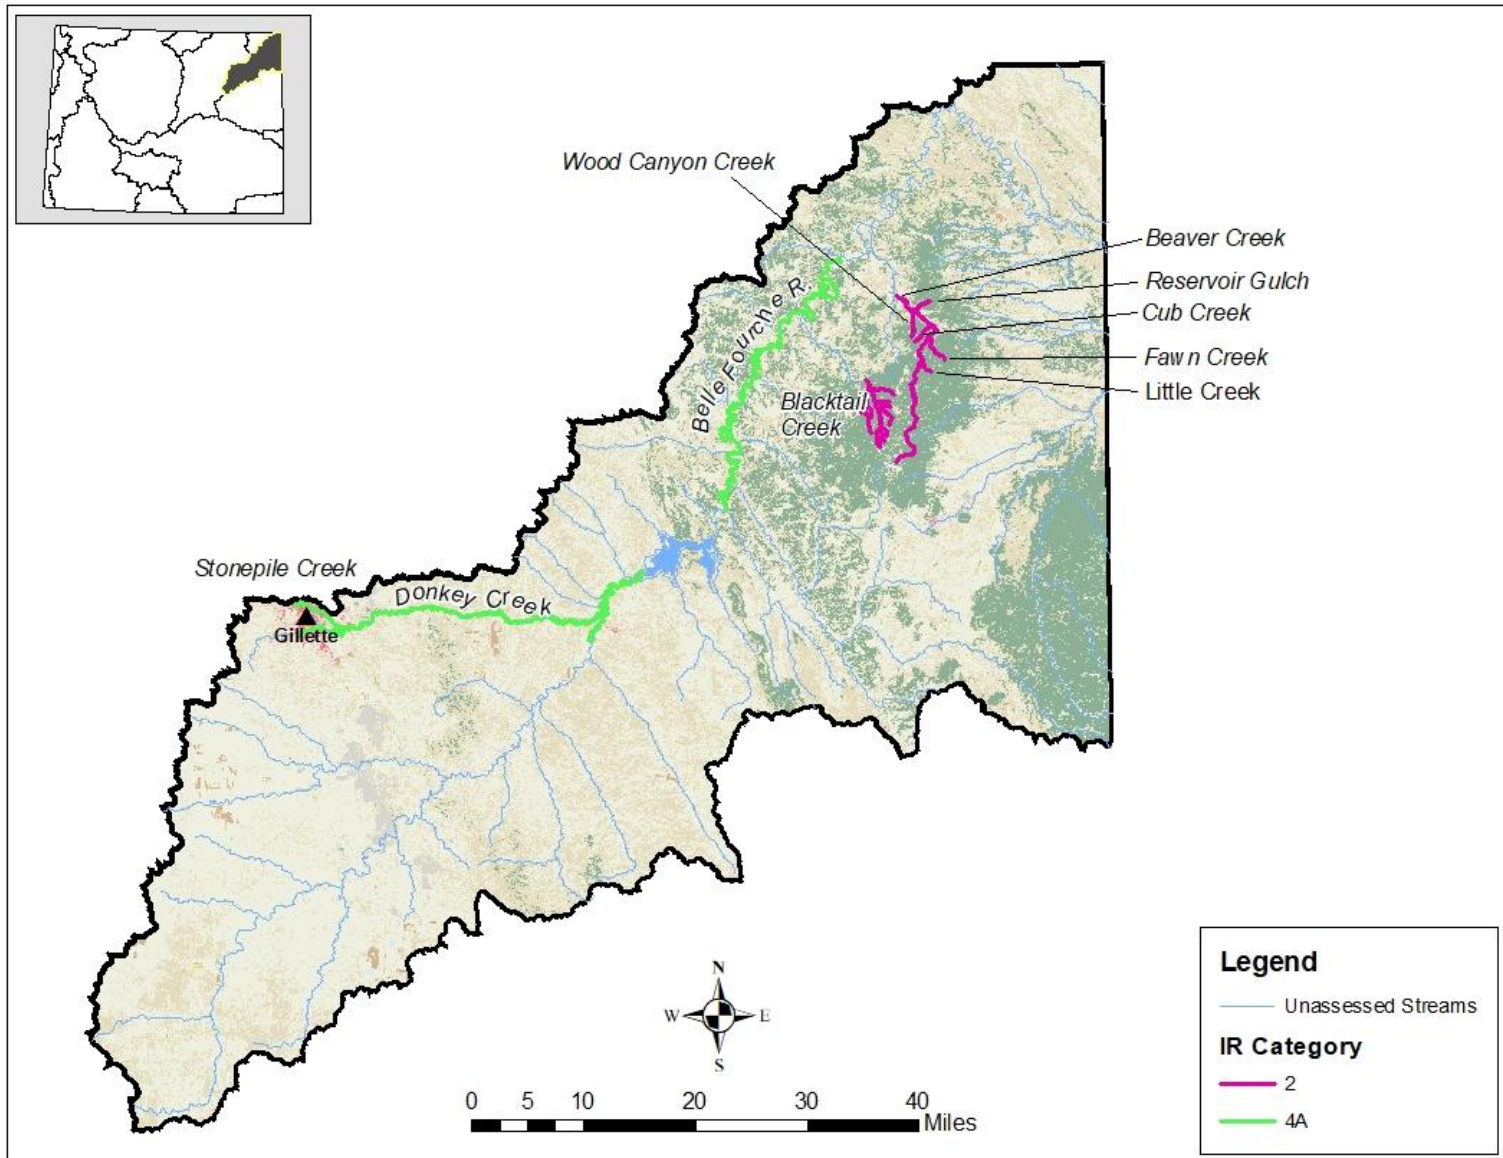 Wood Canyon Creek
Beaver Creek
Reservoir Gulch
Cub Creek
Fawn Creek
Little Creek
Belle Fourche R.
Blacktail
Creek
Stonepile Creek
Donkey Creek
Gillette
N
W E
S
0 5 10 20 30 40
Miles
Legend
Unassessed Streams
IR Category
2
4A